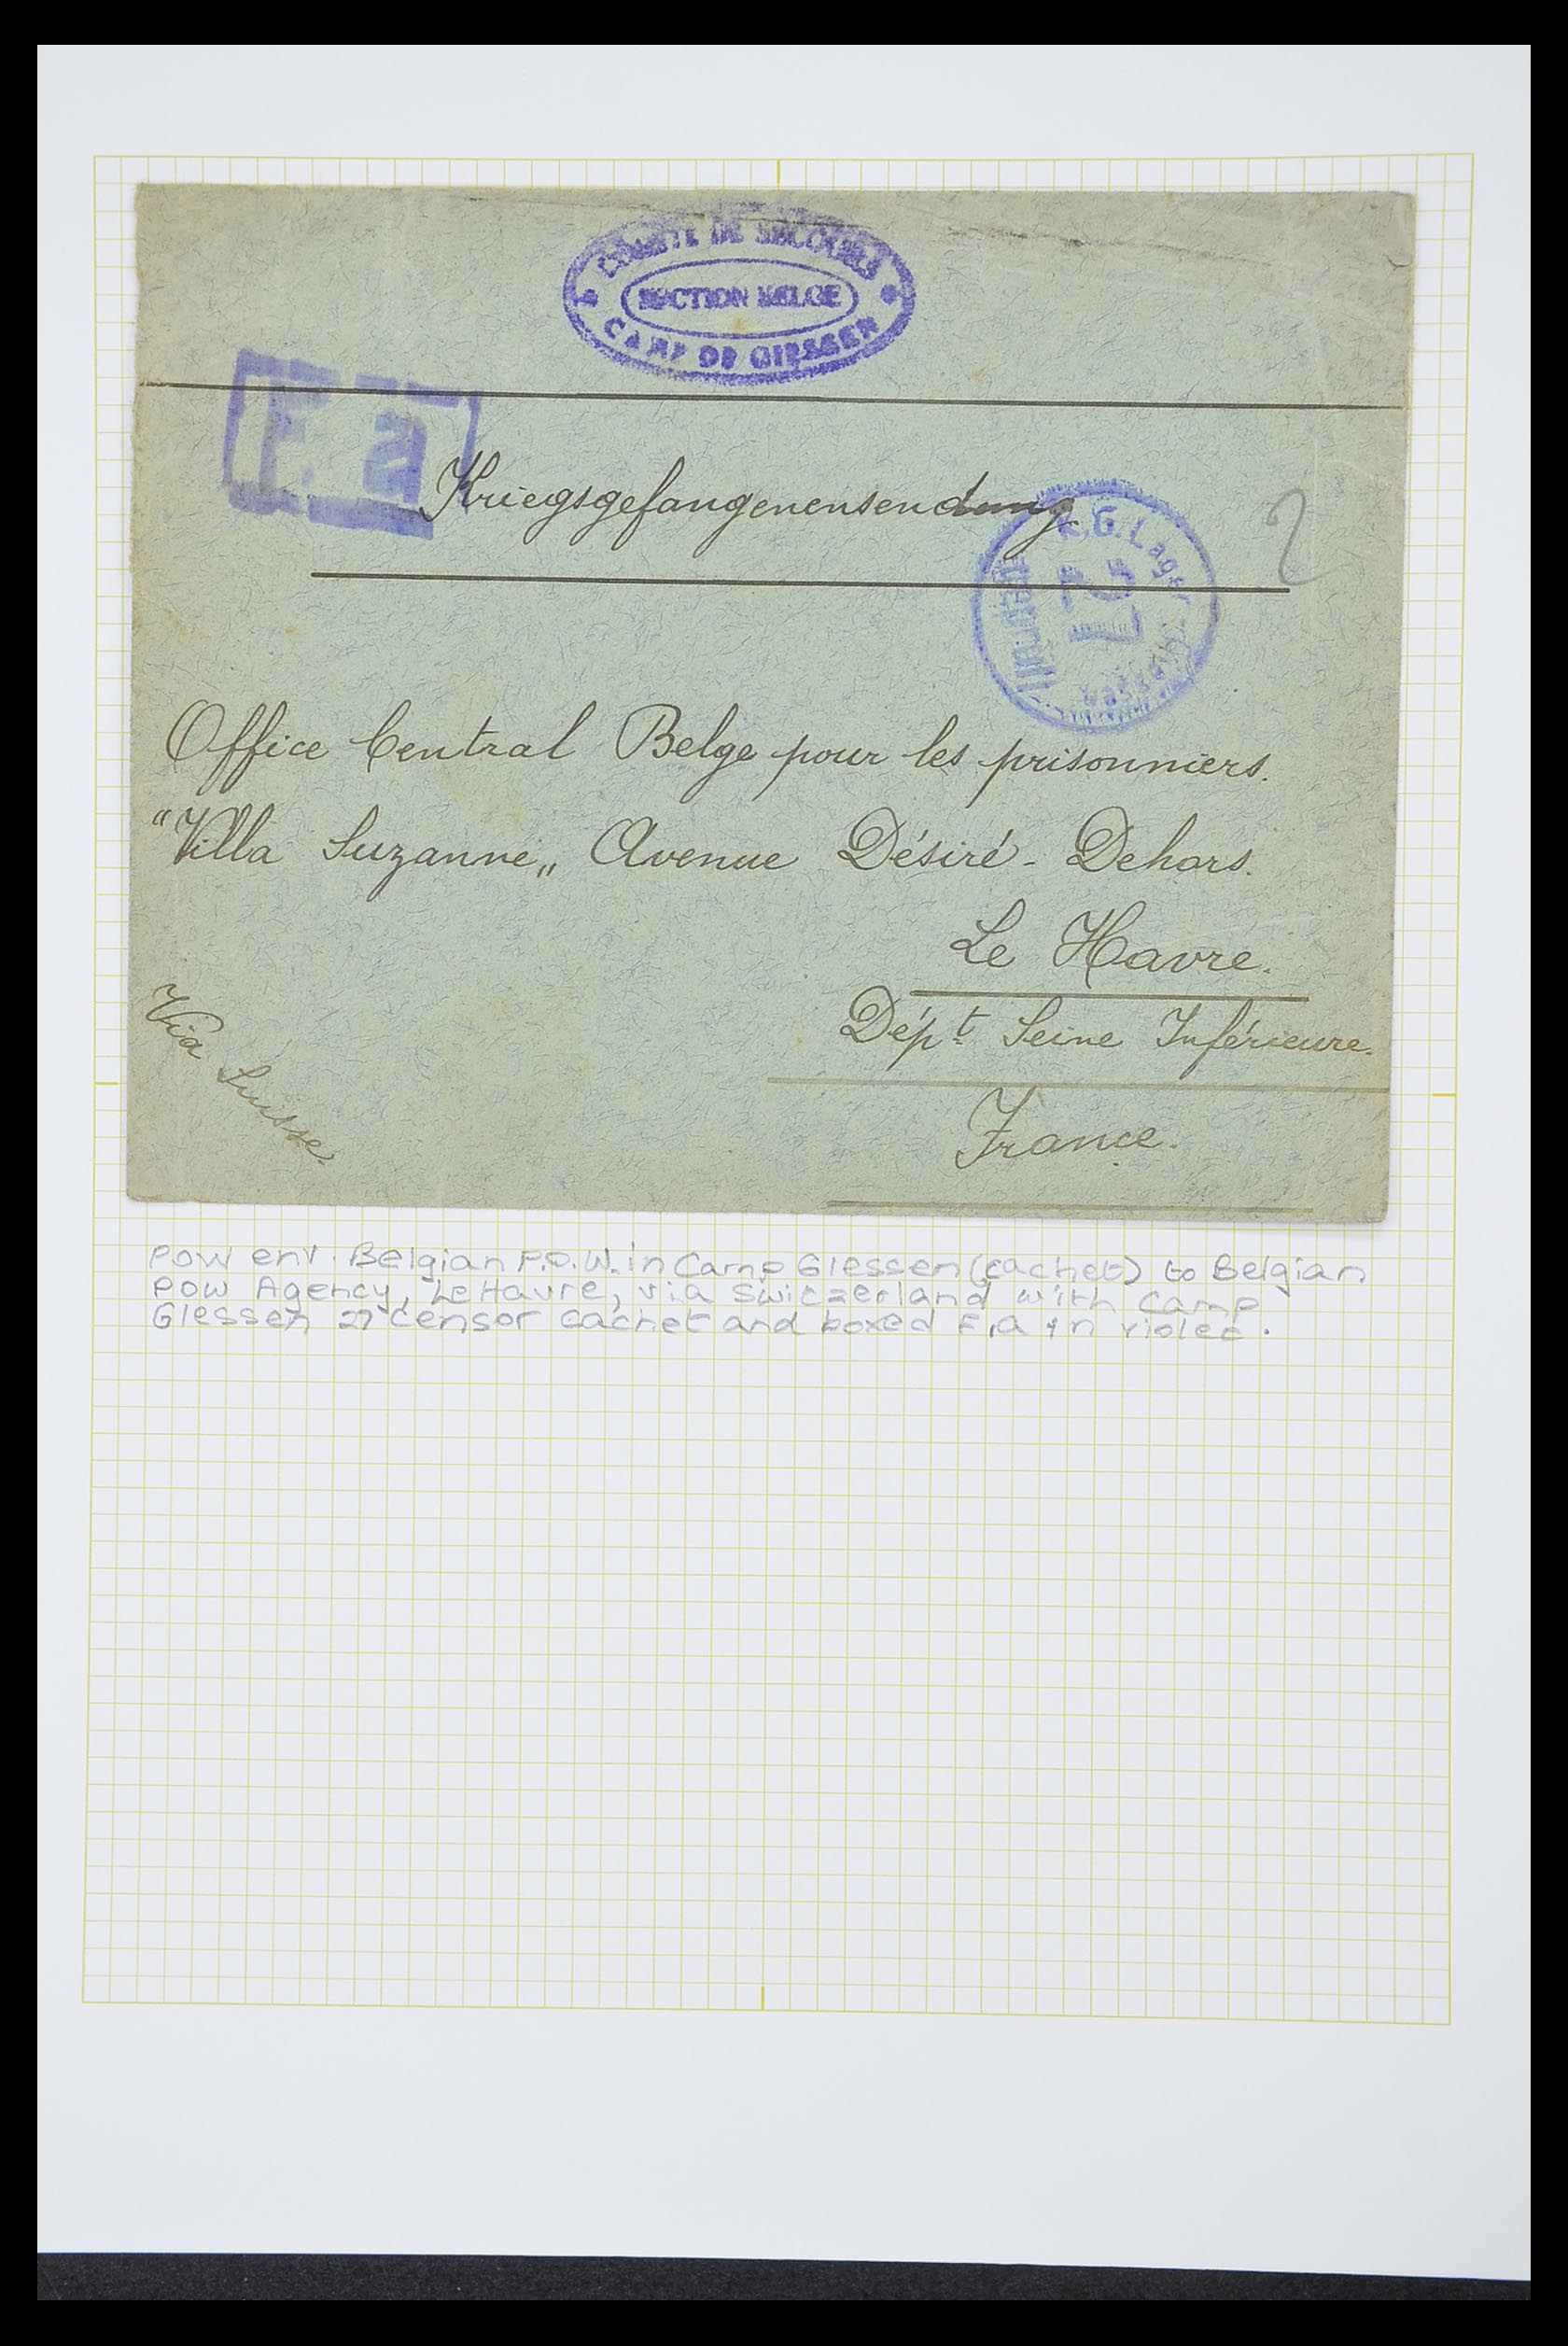 COMITE DE SECOURS
SECTION BELGE
CAMP DE GIESSEN
F. a
Kriegsgefangenensendung
K.G. Lager
2
Office Central Belge pour les prisonniers.
"Villa Suzanne„ Avenue Désiré-Dehors.
Le Havre.
Dépt Seine Inférieure.
France.
Via Suisse.
POW env. Belgian P.O.W. in Camp Giessen (cachet) to Belgian
POW Agency, Le Havre, via Switzerland with Camp
Giessen 27 censor cachet and boxed F,a in violet.